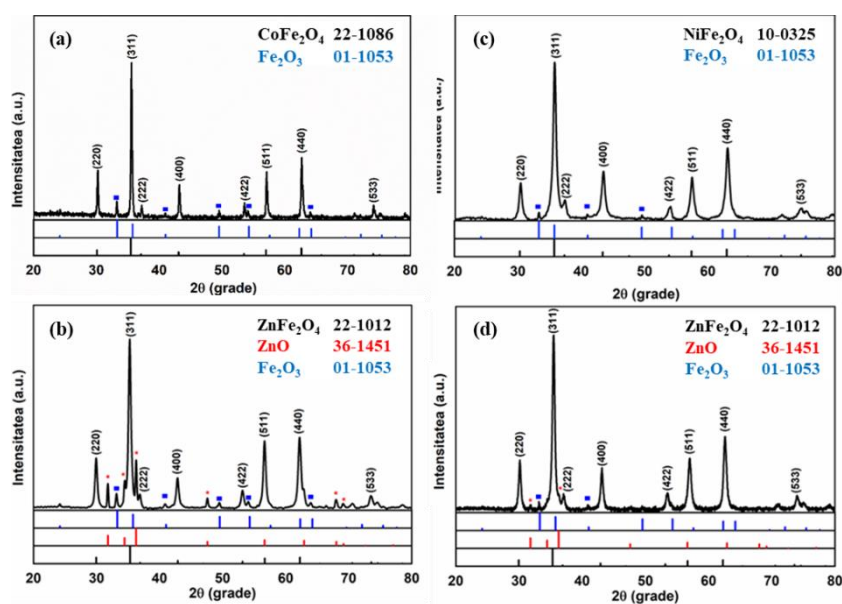 (a)
CoFe₂O₄ 22-1086
Fe₂O₃ 01-1053
Intensitatea (a.u.)
(220)
(311)
(222)
(400)
(422)
(511)
(440)
(533)
20 30 40 50 60 70 80
2θ (grade)
(c)
NiFe₂O₄ 10-0325
Fe₂O₃ 01-1053
Intensitatea (a.u.)
(220)
(311)
(222)
(400)
(422)
(511)
(440)
(533)
20 30 40 50 60 70 80
2θ (grade)
(b)
ZnFe₂O₄ 22-1012
ZnO 36-1451
Fe₂O₃ 01-1053
Intensitatea (a.u.)
(220)
(311)
*
*
*
(222)
(400)
*
(422)
(511)
(440)
*
*
(533)
20 30 40 50 60 70 80
2θ (grade)
(d)
ZnFe₂O₄ 22-1012
ZnO 36-1451
Fe₂O₃ 01-1053
Intensitatea (a.u.)
(220)
*
(311)
*
(222)
(400)
(422)
(511)
(440)
(533)
20 30 40 50 60 70 80
2θ (grade)